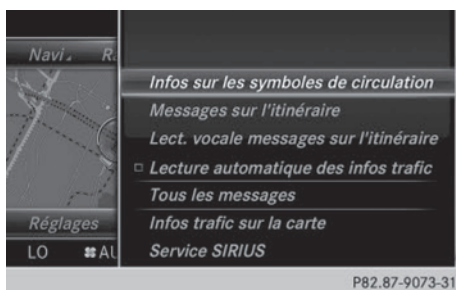 Navi
Infos sur les symboles de circulation
Messages sur l'itinéraire
Lect. vocale messages sur l'itinéraire
Lecture automatique des infos trafic
Tous les messages
Réglages
Infos trafic sur la carte
LO
AU
Service SIRIUS
P82.87-9073-31